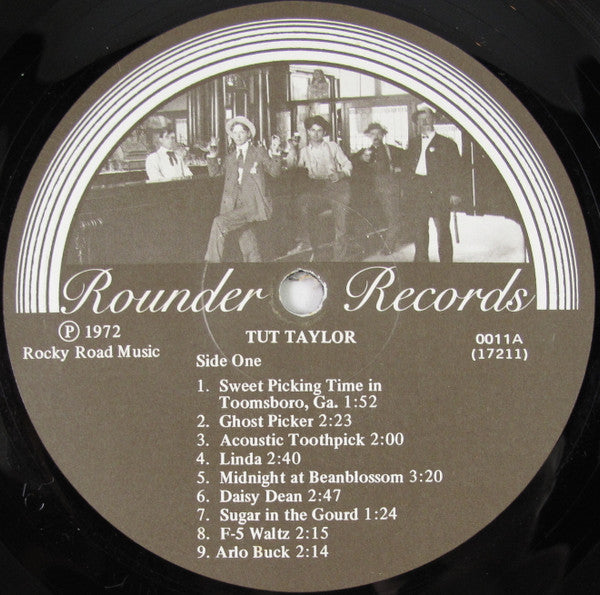 Rounder Records
℗ 1972
Rocky Road Music
TUT TAYLOR
0011A
(17211)
Side One
1. Sweet Picking Time in
Toomsboro, Ga. 1:52
2. Ghost Picker 2:23
3. Acoustic Toothpick 2:00
4. Linda 2:40
5. Midnight at Beanblossom 3:20
6. Daisy Dean 2:47
7. Sugar in the Gourd 1:24
8. F-5 Waltz 2:15
9. Arlo Buck 2:14